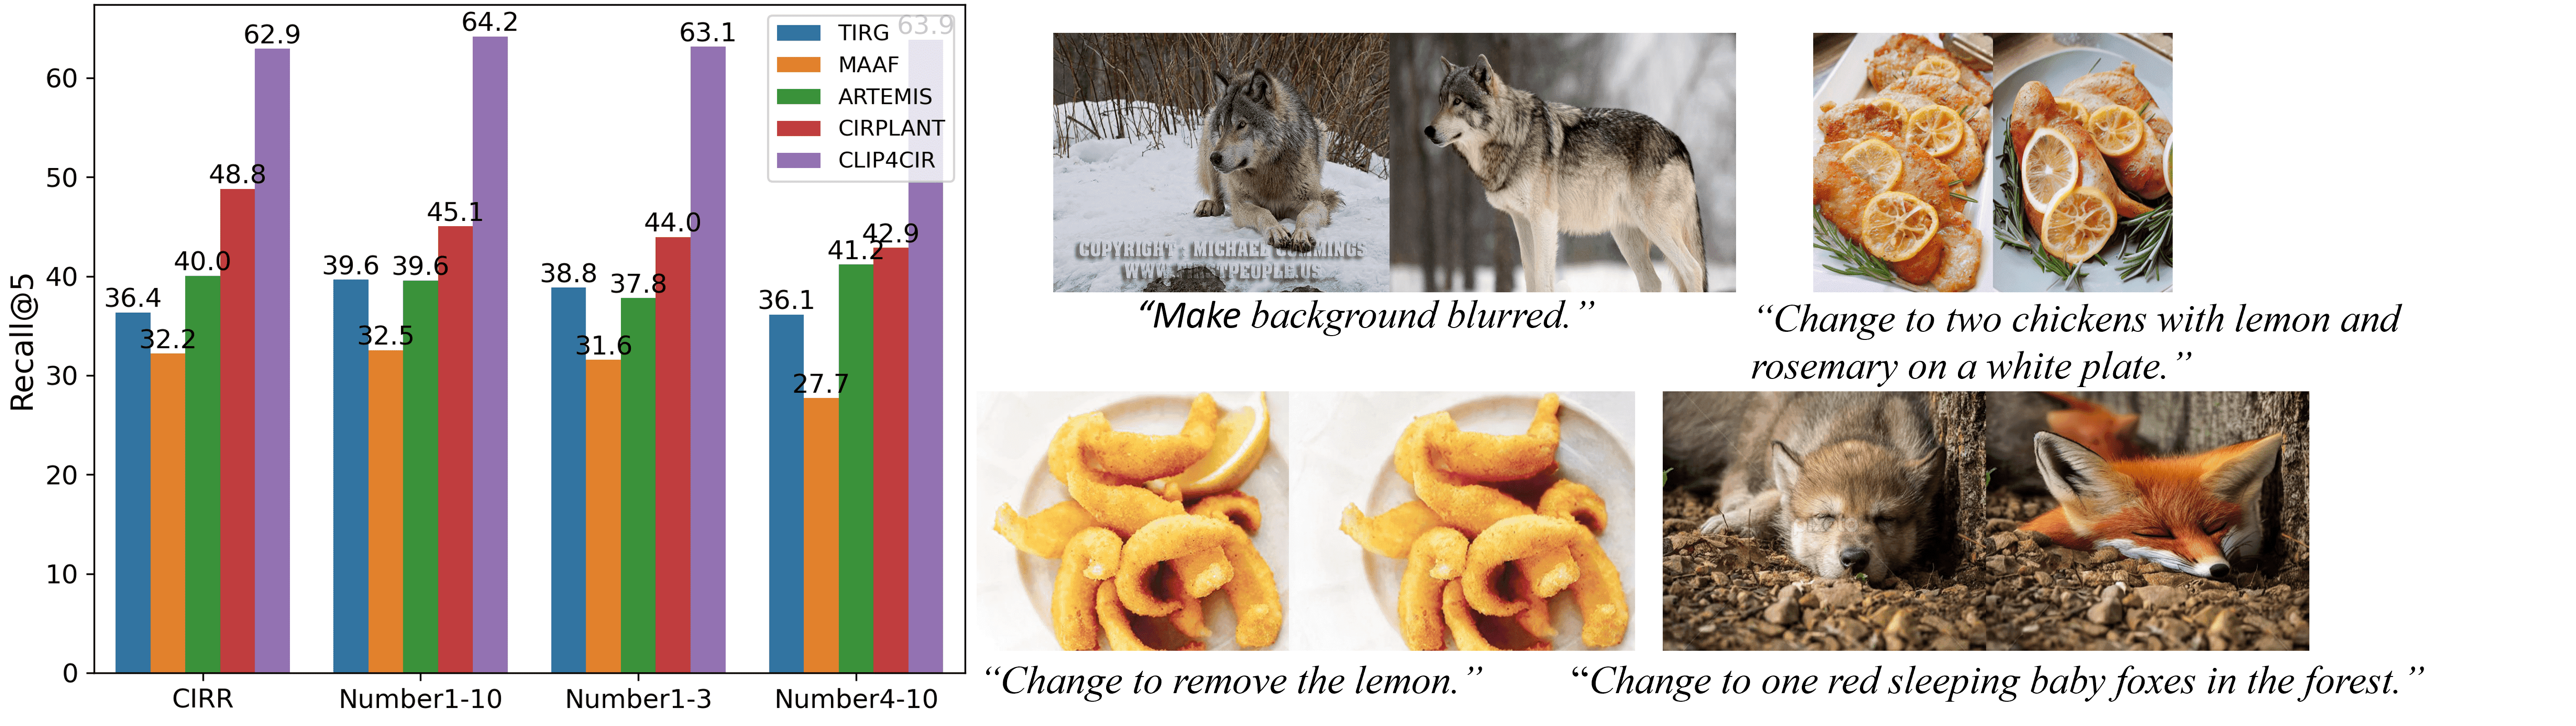 Recall@5
60
50
40
30
20
10
0
62.9
64.2
63.1
63.9
48.8
45.1
44.0
42.9
36.4
32.2
40.0
39.6
32.5
39.6
38.8
31.6
37.8
36.1
27.7
41.2
TIRG
MAAF
ARTEMIS
CIRPLANT
CLIP4CIR
CIRR
Number1-10
Number1-3
Number4-10
COPYRIGHT MICHAEL CUMMINGS
“Make background blurred.”
“Change to two chickens with lemon and
rosemary on a white plate.”
“Change to remove the lemon.”
“Change to one red sleeping baby foxes in the forest.”